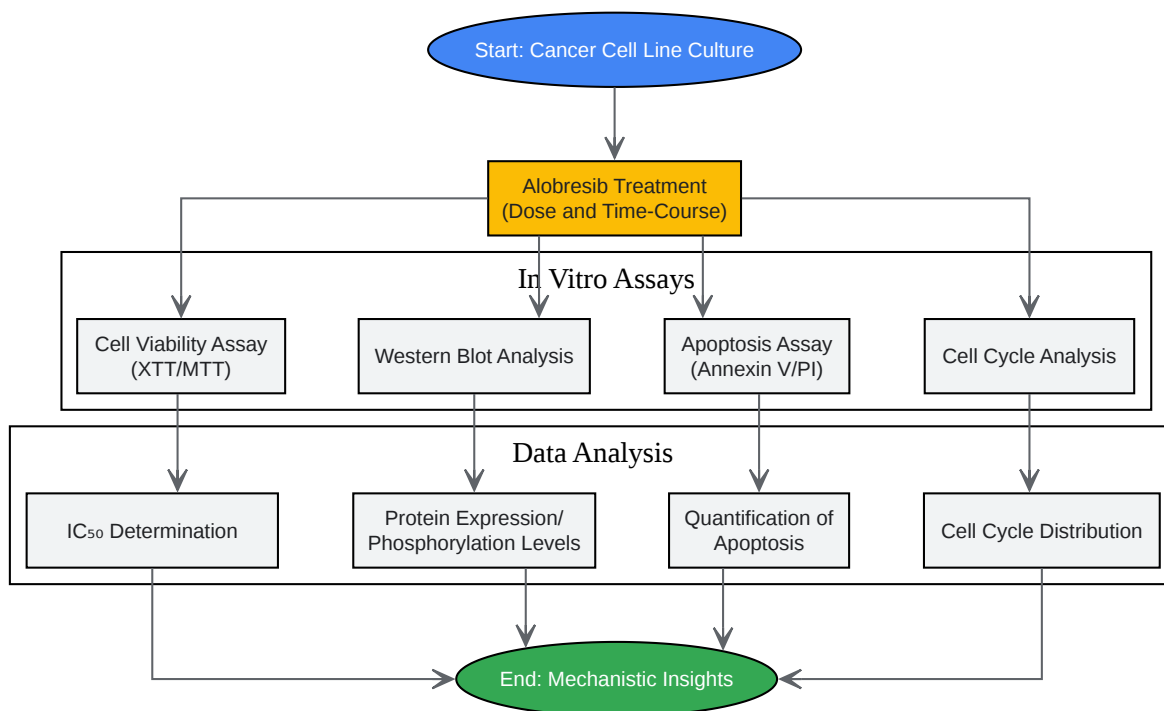 Start: Cancer Cell Line Culture
Alobresib Treatment
(Dose and Time-Course)
In Vitro Assays
Cell Viability Assay
(XTT/MTT)
Western Blot Analysis
Apoptosis Assay
(Annexin V/PI)
Cell Cycle Analysis
Data Analysis
IC₅₀ Determination
Protein Expression/
Phosphorylation Levels
Quantification of
Apoptosis
Cell Cycle Distribution
End: Mechanistic Insights